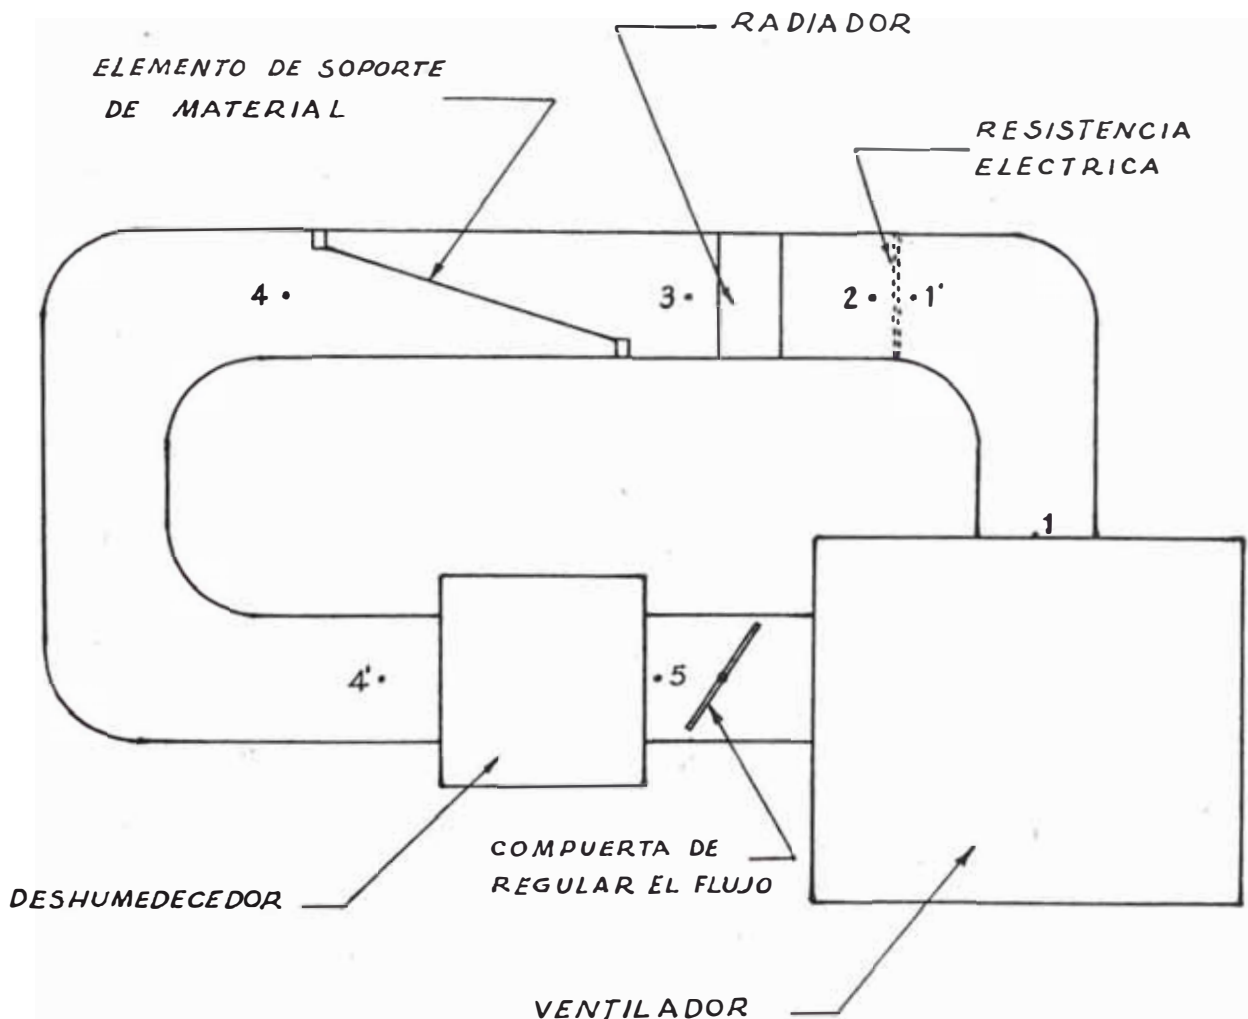 RADIADOR
ELEMENTO DE SOPORTE
DE MATERIAL
RESISTENCIA
ELECTRICA
4
3
2
1'
1
4'
5
COMPUERTA DE
REGULAR EL FLUJO
DESHUMEDECEDOR
VENTILADOR